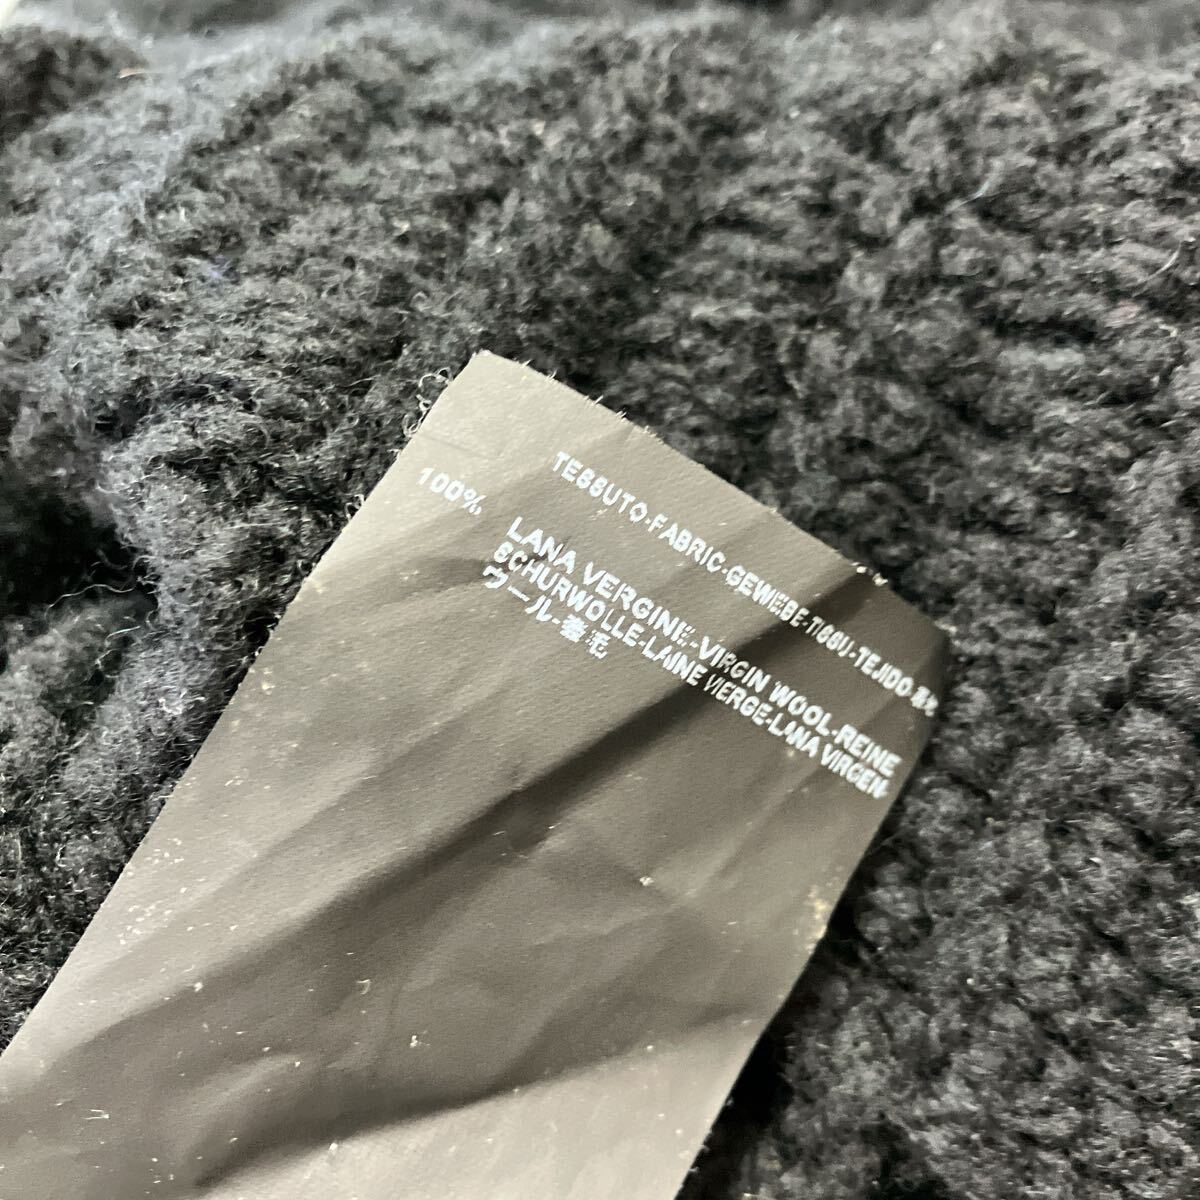 TESSUTO-FABRIC-GEWEBE-TISSU-TEJIDO
100% LANA VERGINE-VIRGIN WOOL-REINE
SCHURWOLLE-LAINE VIERGE-LANA VIRGEN-
ウール-羊毛